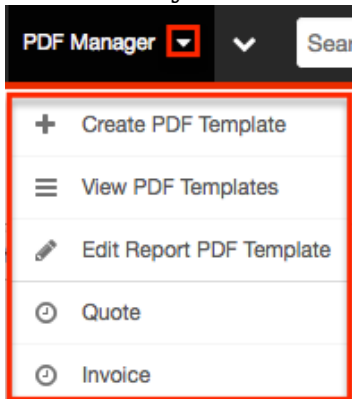 PDF Manager
Sear
Create PDF Template
View PDF Templates
Edit Report PDF Template
Quote
Invoice